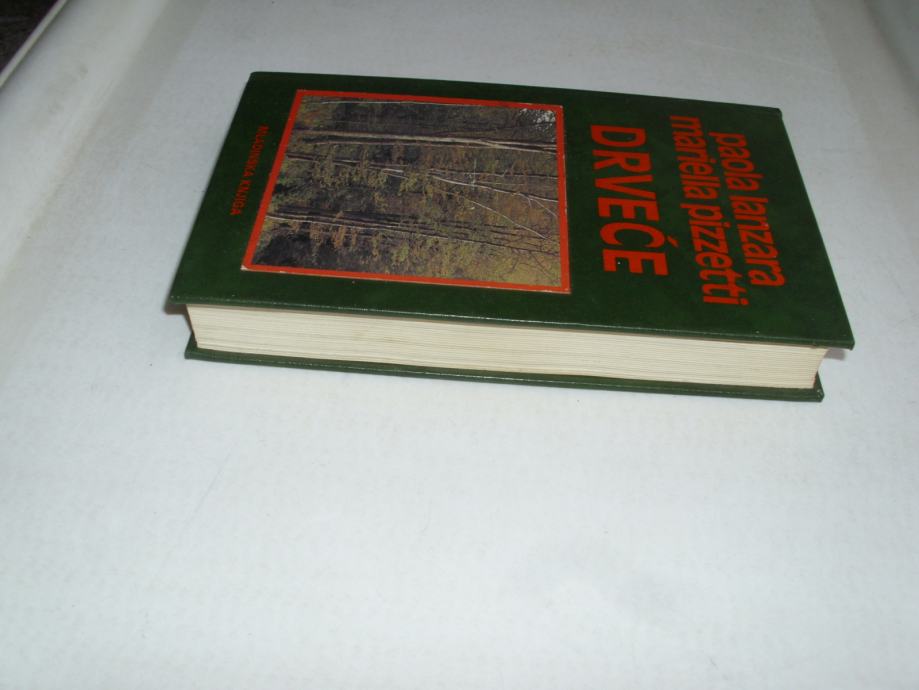 paola lanzara
mariella pizzetti
DRVEĆE
MLADINSKA KNJIGA